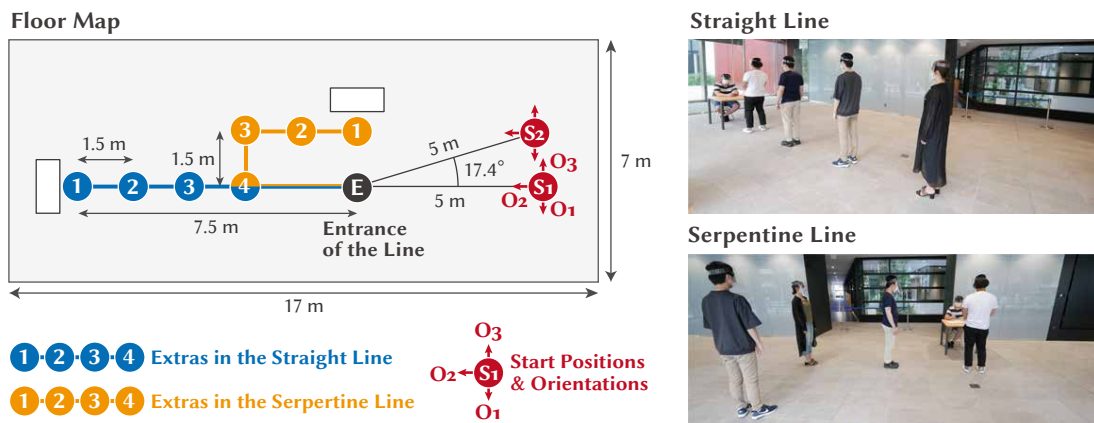 Floor Map
3 2 1
1.5 m
1.5 m
5 m
17.4°
5 m
S2
O3
S1
O2
O1
7 m
1 2 3 4 E
7.5 m
Entrance
of the Line
17 m
1 2 3 4 Extras in the Straight Line
1 2 3 4 Extras in the Serpertine Line
O3
O2 S1
O1
Start Positions
& Orientations
Straight Line
Serpentine Line